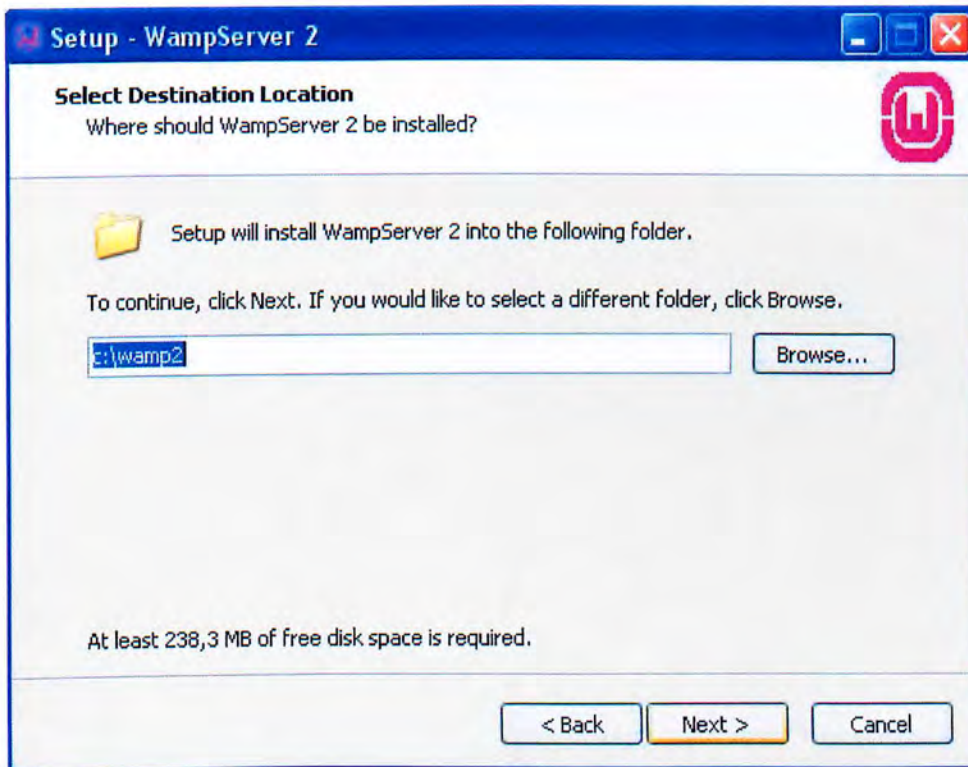 Setup - WampServer 2
Select Destination Location
Where should WampServer 2 be installed?
W
Setup will install WampServer 2 into the following folder.
To continue, click Next. If you would like to select a different folder, click Browse.
c:\wamp2
Browse...
At least 238,3 MB of free disk space is required.
< Back
Next >
Cancel